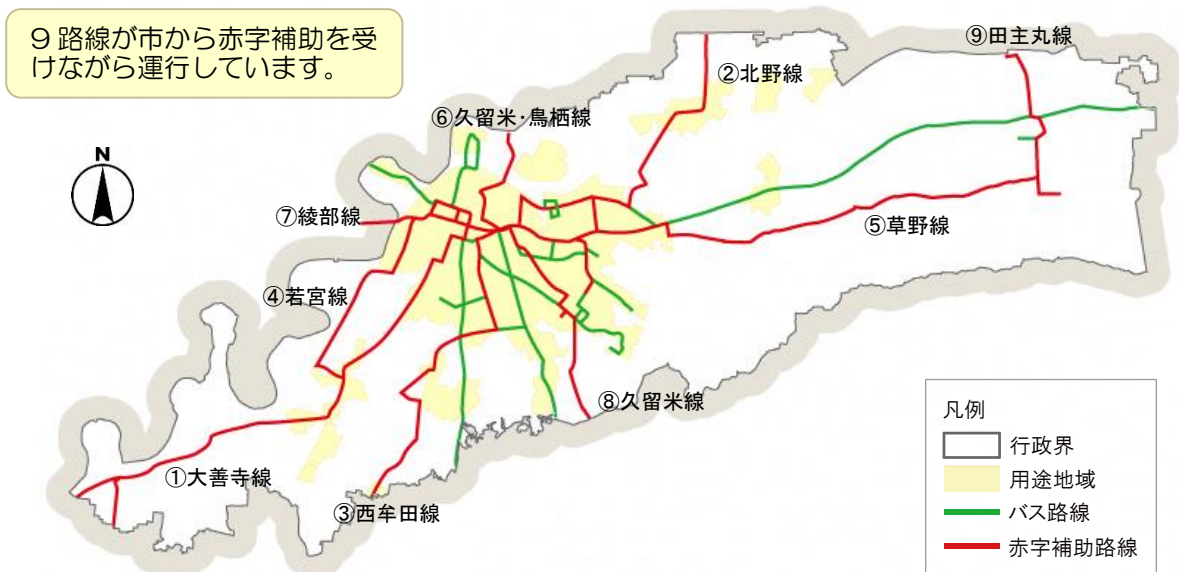 9路線が市から赤字補助を受
けながら運行しています。
⑨田主丸線
②北野線
⑥久留米・鳥栖線
N
⑦綾部線
⑤草野線
④若宮線
⑧久留米線
①大善寺線
③西牟田線
凡例
行政界
用途地域
バス路線
赤字補助路線